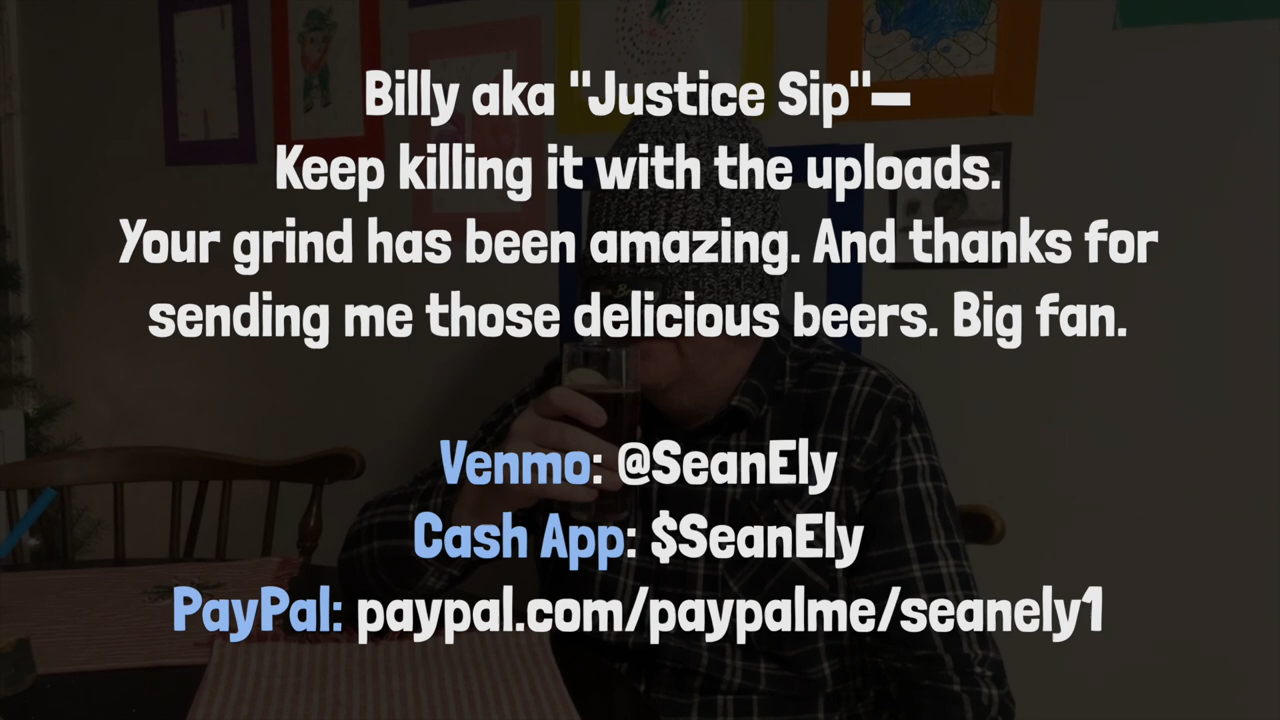 Billy aka "Justice Sip"—
Keep killing it with the uploads.
Your grind has been amazing. And thanks for
sending me those delicious beers. Big fan.
Venmo: @SeanEly
Cash App: $SeanEly
PayPal: paypal.com/paypalme/seanely1